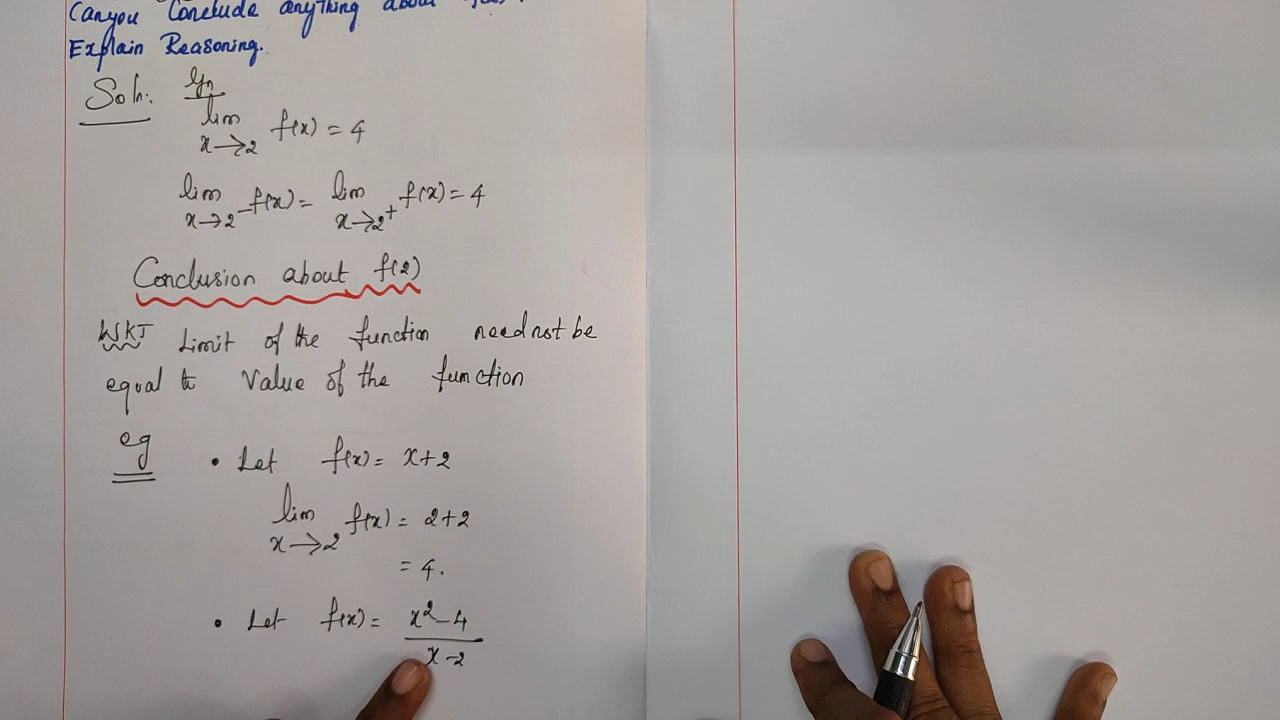 Can you Conclude anything about
Explain Reasoning.
Soln: Gn
lim x→2 f(x) = 4
lim x→2⁻ f(x) = lim x→2⁺ f(x) = 4
Conclusion about f(2)
WKT Limit of the function need not be
equal to Value of the function
eg • Let f(x) = x+2
lim x→2 f(x) = 2+2
= 4.
• Let f(x) = x²-4
x-2